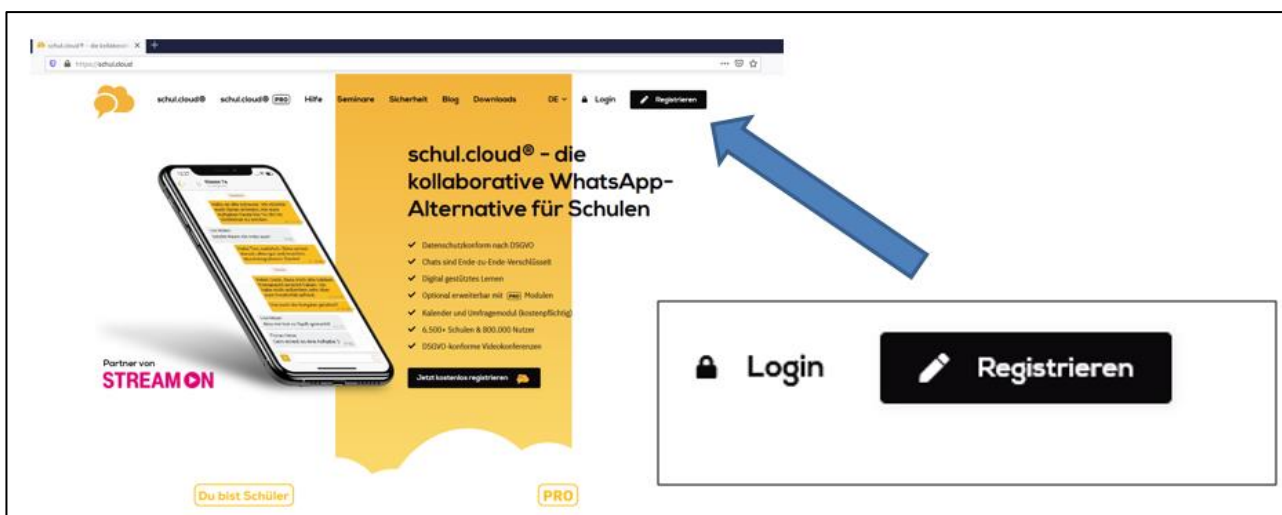 schul.cloud® - die kollaborati
https://schul.cloud
schul.cloud® schul.cloud® PRO Hilfe Seminare Sicherheit Blog Downloads DE Login Registrieren
schul.cloud® - die
kollaborative WhatsApp-
Alternative für Schulen
Datenschutzkonform nach DSGVO
Chats sind Ende-zu-Ende-Verschlüsselt
Digital gestütztes Lernen
Optional erweiterbar mit PRO Modulen
Kalender und Umfragemodul (kostenpflichtig)
6.500+ Schulen & 800.000 Nutzer
DSGVO-konforme Videokonferenzen
Jetzt kostenlos registrieren
Partner von
STREAMON
Login Registrieren
Du bist Schüler
PRO